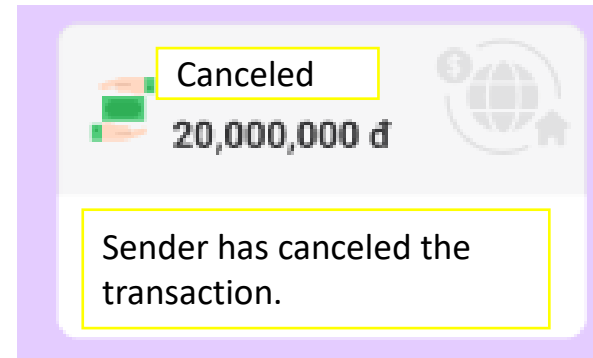 Canceled
20,000,000 đ
Sender has canceled the
transaction.